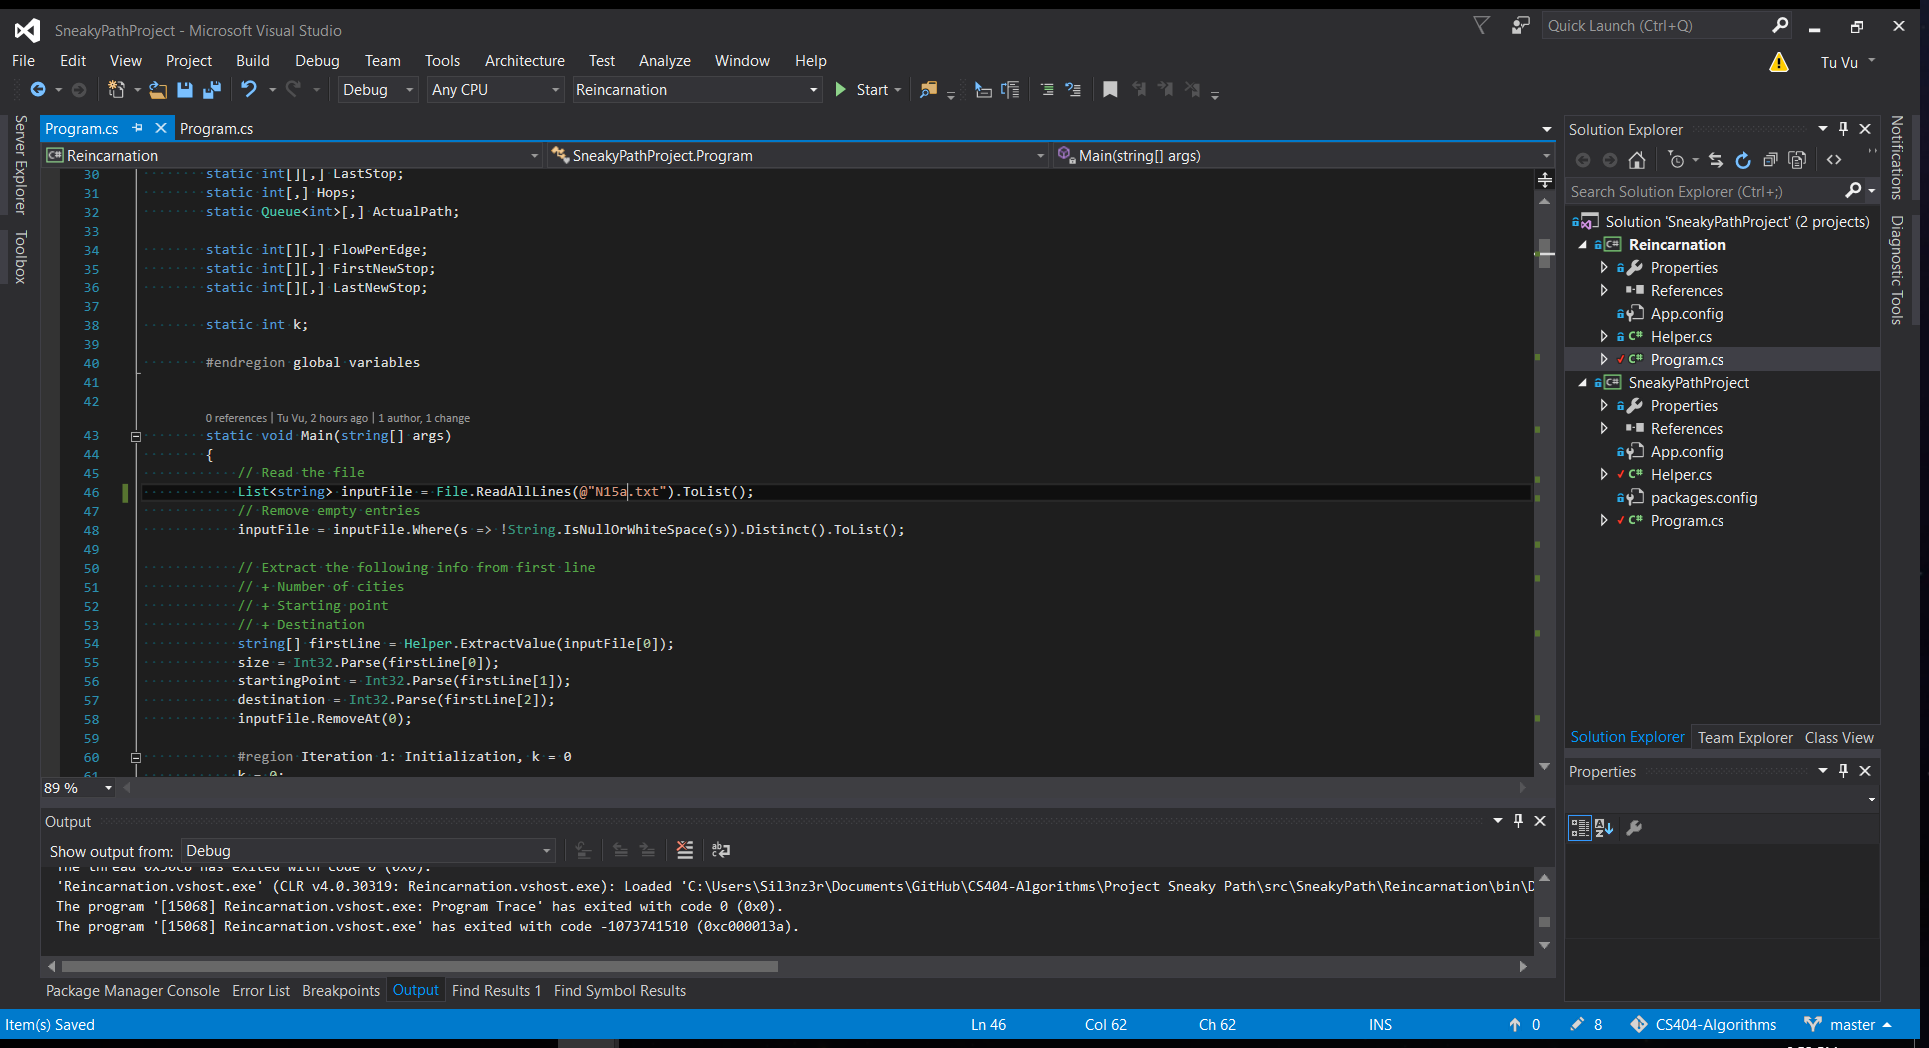 SneakyPathProject - Microsoft Visual Studio
Quick Launch (Ctrl+Q)
File Edit View Project Build Debug Team Tools Architecture Test Analyze Window Help
Tu Vu
Debug Any CPU Reincarnation Start
Server Explorer
Toolbox
Program.cs Program.cs
Reincarnation SneakyPathProject.Program Main(string[] args)
30 static int[][,] LastStop;
31 static int[,] Hops;
32 static Queue<int>[,] ActualPath;
33
34 static int[][,] FlowPerEdge;
35 static int[][,] FirstNewStop;
36 static int[][,] LastNewStop;
37
38 static int k;
39
40 #endregion global variables
41
42
0 references | Tu Vu, 2 hours ago | 1 author, 1 change
43 static void Main(string[] args)
44 {
45 // Read the file
46 List<string> inputFile = File.ReadAllLines(@"N15a.txt").ToList();
47 // Remove empty entries
48 inputFile = inputFile.Where(s => !String.IsNullOrWhiteSpace(s)).Distinct().ToList();
49
50 // Extract the following info from first line
51 // + Number of cities
52 // + Starting point
53 // + Destination
54 string[] firstLine = Helper.ExtractValue(inputFile[0]);
55 size = Int32.Parse(firstLine[0]);
56 startingPoint = Int32.Parse(firstLine[1]);
57 destination = Int32.Parse(firstLine[2]);
58 inputFile.RemoveAt(0);
59
60 #region Iteration 1: Initialization, k = 0
61 k = 0;
89 %
Output
Show output from: Debug
The thread 0x50c8 has exited with code 0 (0x0).
'Reincarnation.vshost.exe' (CLR v4.0.30319: Reincarnation.vshost.exe): Loaded 'C:\Users\Sil3nz3r\Documents\GitHub\CS404-Algorithms\Project Sneaky Path\src\SneakyPath\Reincarnation\bin\D
The program '[15068] Reincarnation.vshost.exe: Program Trace' has exited with code 0 (0x0).
The program '[15068] Reincarnation.vshost.exe' has exited with code -1073741510 (0xc000013a).
Package Manager Console Error List Breakpoints Output Find Results 1 Find Symbol Results
Solution Explorer
Search Solution Explorer (Ctrl+;)
Solution 'SneakyPathProject' (2 projects)
C# Reincarnation
Properties
References
App.config
C# Helper.cs
C# Program.cs
C# SneakyPathProject
Properties
References
App.config
C# Helper.cs
packages.config
C# Program.cs
Solution Explorer Team Explorer Class View
Properties
Notifications
Diagnostic Tools
Item(s) Saved Ln 46 Col 62 Ch 62 INS 0 8 CS404-Algorithms master